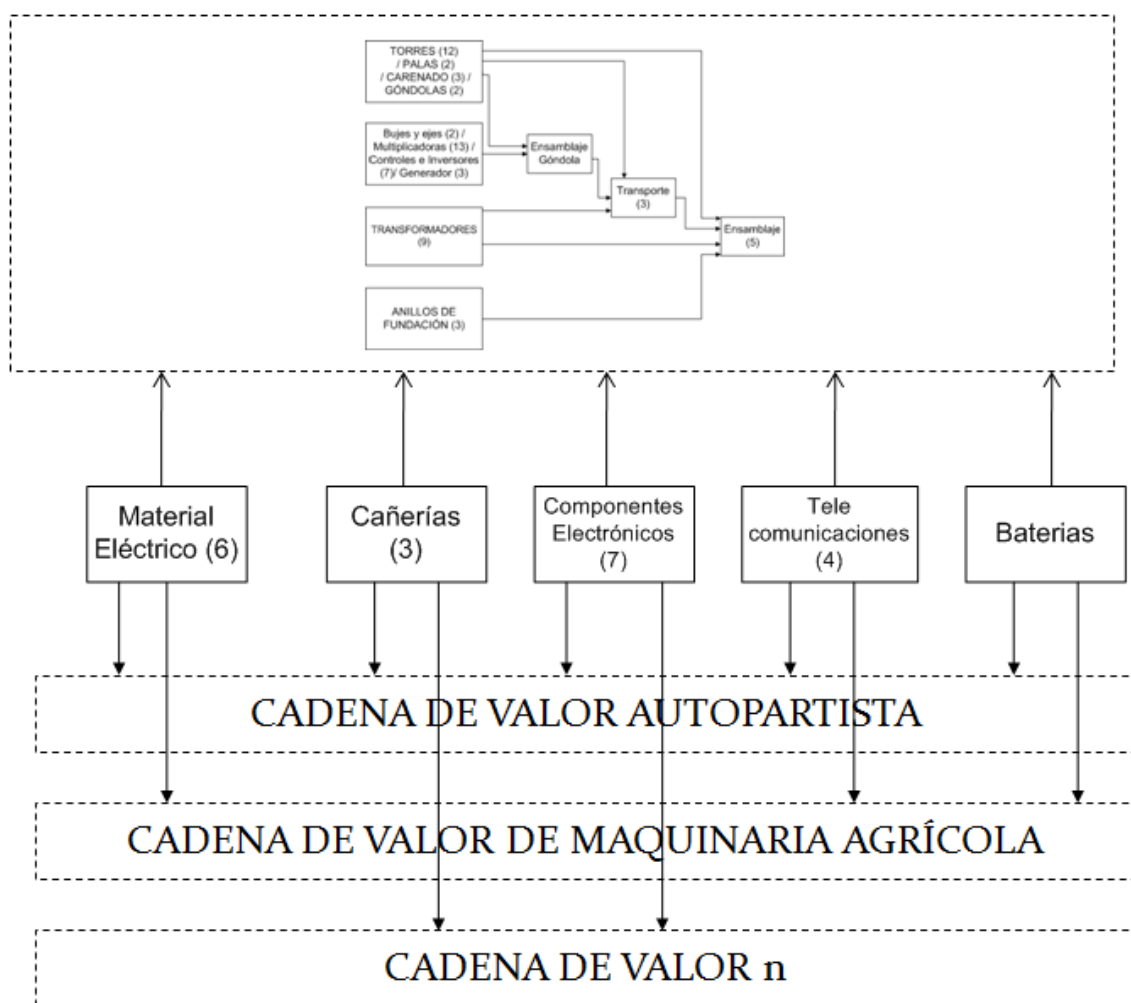 TORRES (12)
/ PALAS (2)
/ CARENADO (3) /
GÓNDOLAS (2)
Bujes y ejes (2) /
Multiplicadoras (13) /
Controles e Inversores
(7)/ Generador (3)
Ensamblaje
Góndola
Transporte
(3)
TRANSFORMADORES
(9)
Ensamblaje
(5)
ANILLOS DE
FUNDACIÓN (3)
Material
Eléctrico (6)
Cañerías
(3)
Componentes
Electrónicos
(7)
Tele
comunicaciones
(4)
Baterias
CADENA DE VALOR AUTOPARTISTA
CADENA DE VALOR DE MAQUINARIA AGRÍCOLA
CADENA DE VALOR n